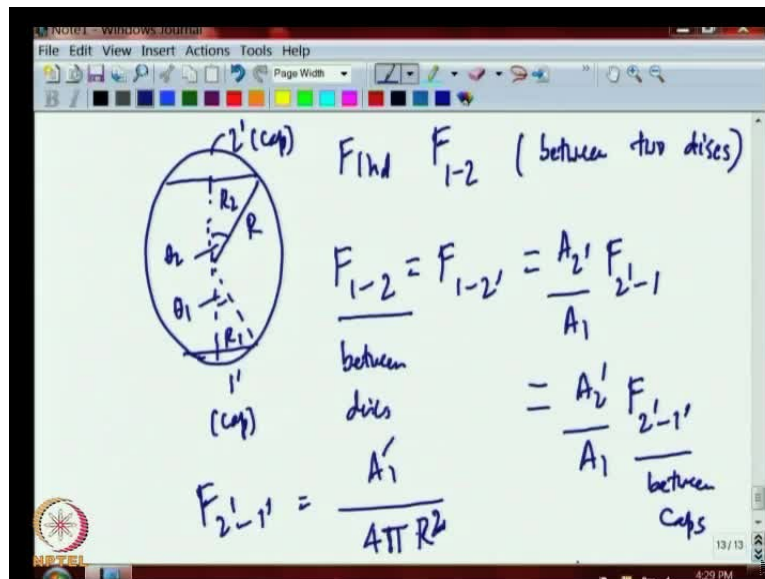 Note1 - Windows Journal
File Edit View Insert Actions Tools Help
Page Width
B I
2' (Cap)
Find F1-2 (between two discs)
R2
R
θ2
θ1
R1
1'
(Cap)
F1-2 = F1-2' = A2'/A1 F2'-1
between
discs
= A2'/A1 F2'-1'
between
Caps
F2'-1' = A1'/4πR²
13/13
NPTEL
4:29 PM